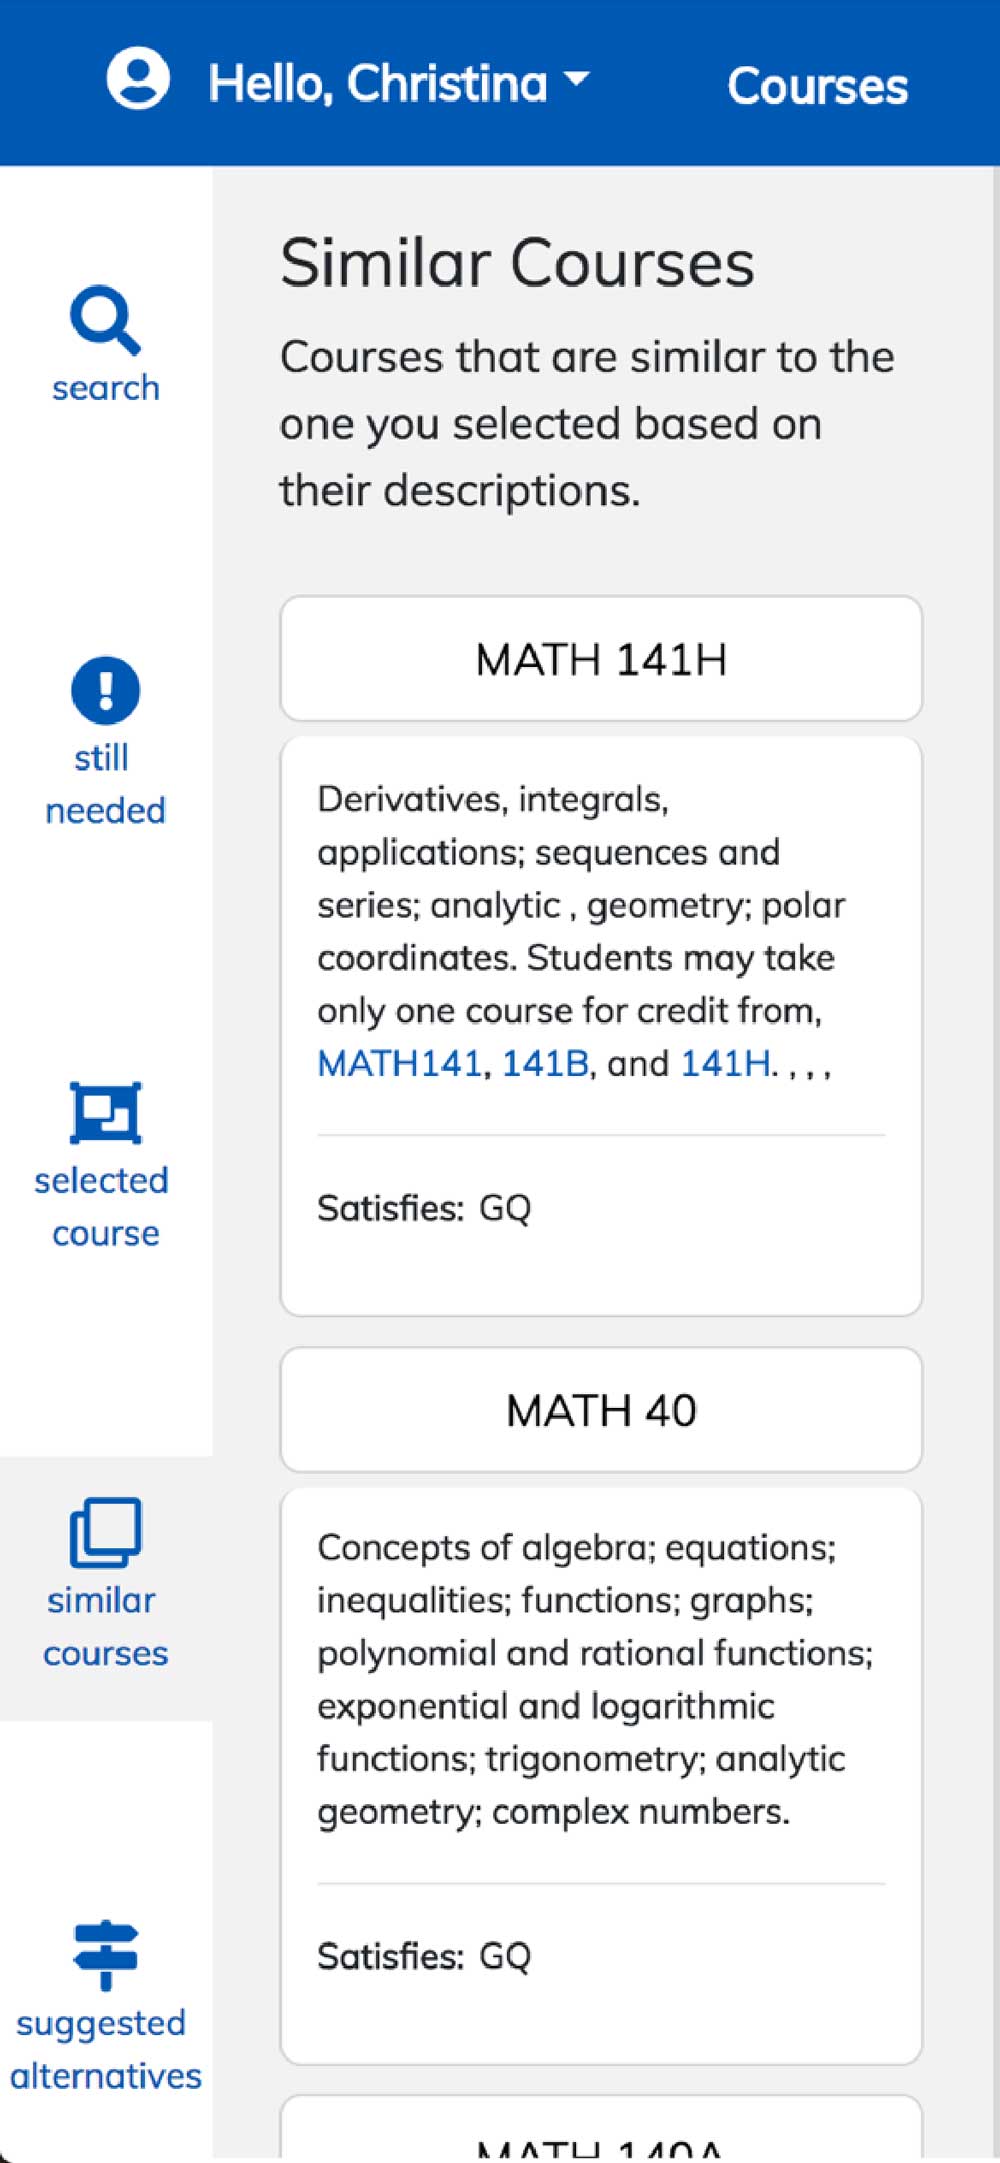 Hello, Christina
Courses
search
still
needed
selected
course
similar
courses
suggested
alternatives
Similar Courses
Courses that are similar to the
one you selected based on
their descriptions.
MATH 141H
Derivatives, integrals,
applications; sequences and
series; analytic , geometry; polar
coordinates. Students may take
only one course for credit from,
MATH141, 141B, and 141H. , , ,
Satisfies: GQ
MATH 40
Concepts of algebra; equations;
inequalities; functions; graphs;
polynomial and rational functions;
exponential and logarithmic
functions; trigonometry; analytic
geometry; complex numbers.
Satisfies: GQ
MATH 140A